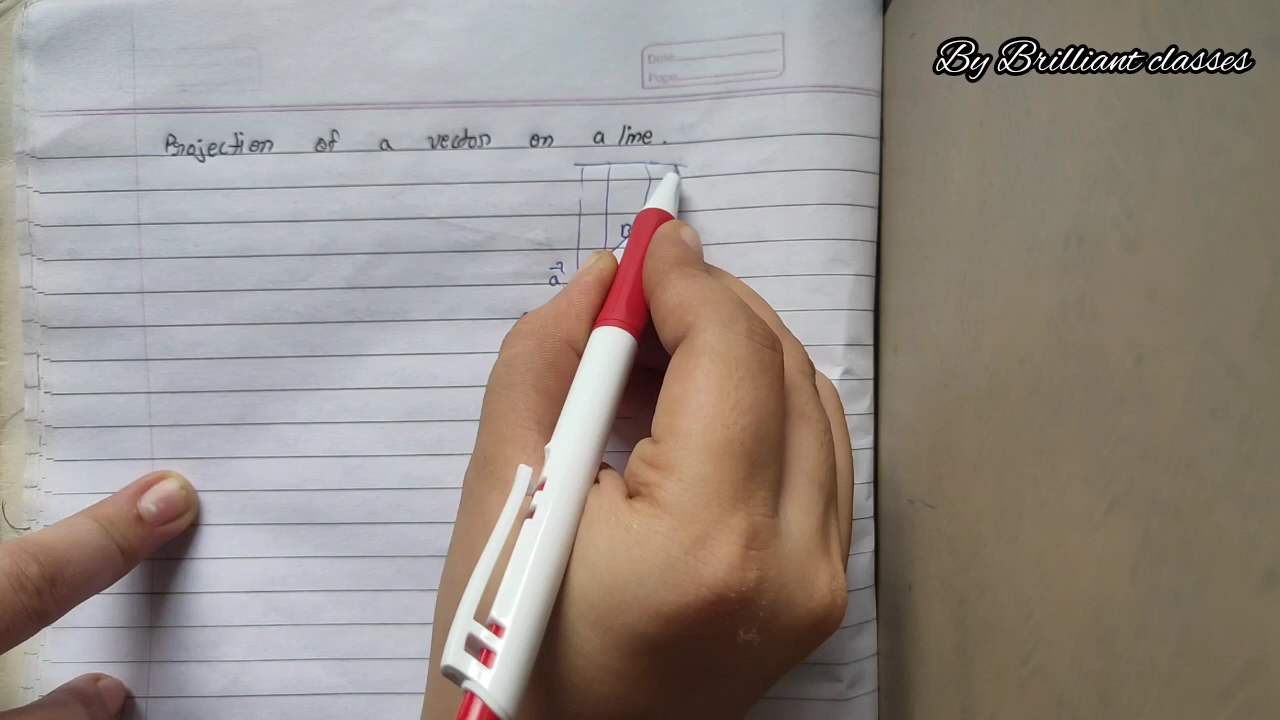 By Brilliant classes
Date
Page
Projection of a vector on a line.
B
a